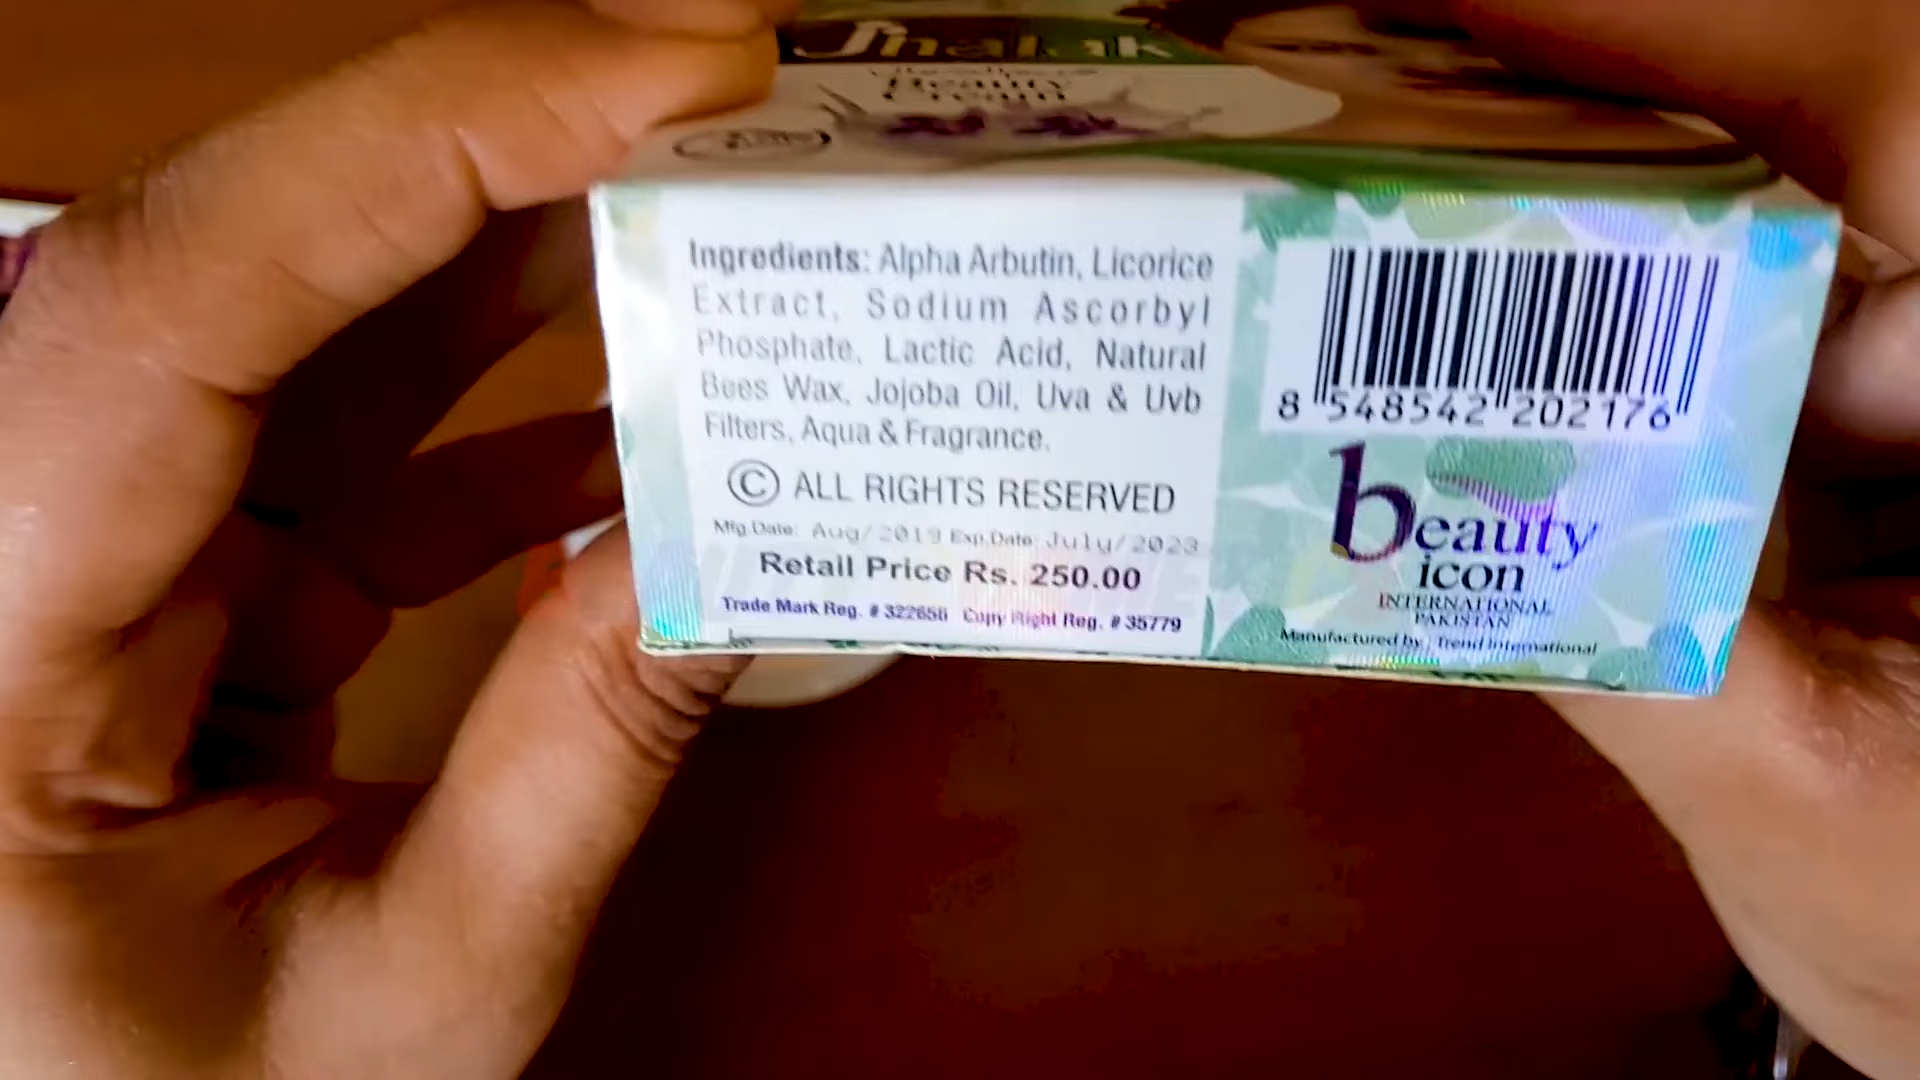 Beauty
Cream
Ingredients: Alpha Arbutin, Licorice
Extract, Sodium Ascorbyl
Phosphate, Lactic Acid, Natural
Bees Wax, Jojoba Oil, Uva & Uvb
Filters, Aqua & Fragrance.
© ALL RIGHTS RESERVED
Mfg.Date: Aug/2019 Exp.Date: July/2023
Retail Price Rs. 250.00
Trade Mark Reg. # 322656 Copy Right Reg. # 35779
8 548542 202176
beauty
icon
INTERNATIONAL
PAKISTAN
Manufactured by : Trend International